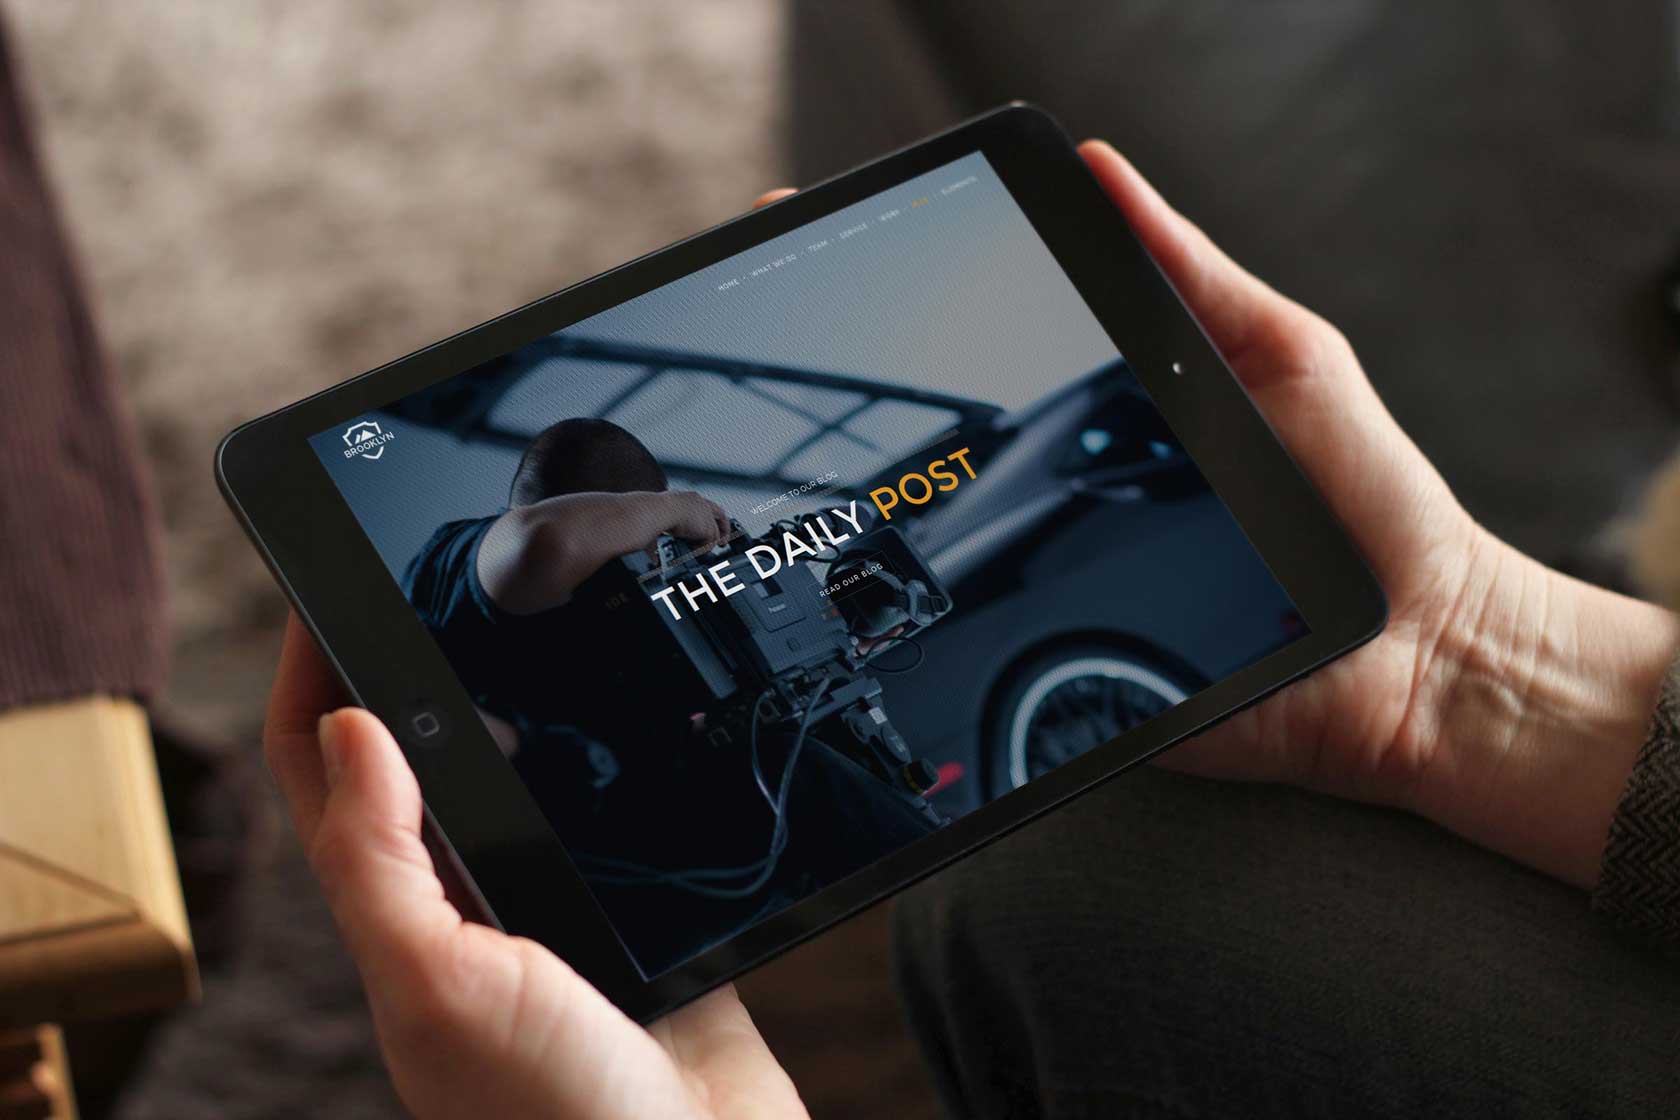 HOME · WHAT WE DO · TEAM · SERVICE · WORK · BLOG · ELEMENTS
BROOKLYN
WELCOME TO OUR BLOG
THE DAILY POST
READ OUR BLOG